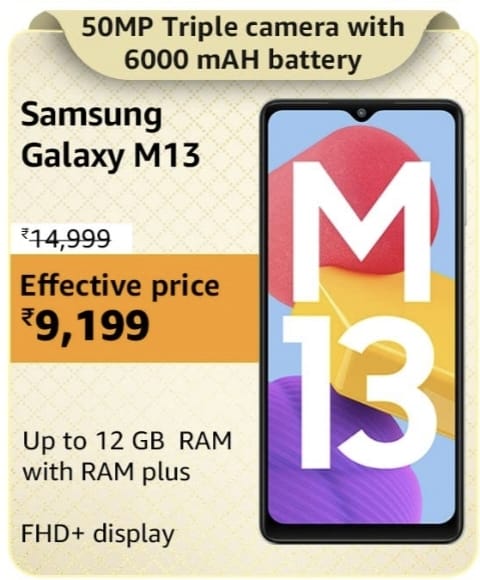 50MP Triple camera with
6000 mAH battery
Samsung
Galaxy M13
₹14,999
Effective price
₹9,199
Up to 12 GB RAM
with RAM plus
FHD+ display
M
13